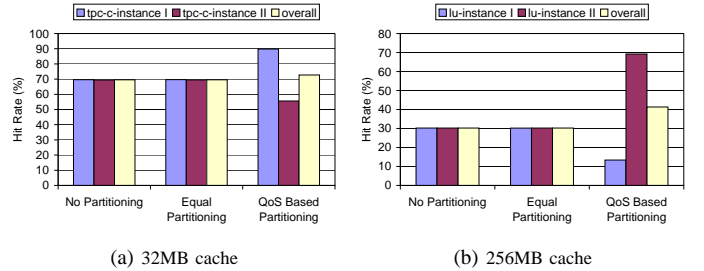 tpc-c-instance I tpc-c-instance II overall
100
90
80
70
60
50
40
30
20
10
0
Hit Rate (%)
No Partitioning
Equal
Partitioning
QoS Based
Partitioning
(a) 32MB cache
lu-instance I lu-instance II overall
80
70
60
50
40
30
20
10
0
Hit Rate (%)
No Partitioning
Equal
Partitioning
QoS Based
Partitioning
(b) 256MB cache